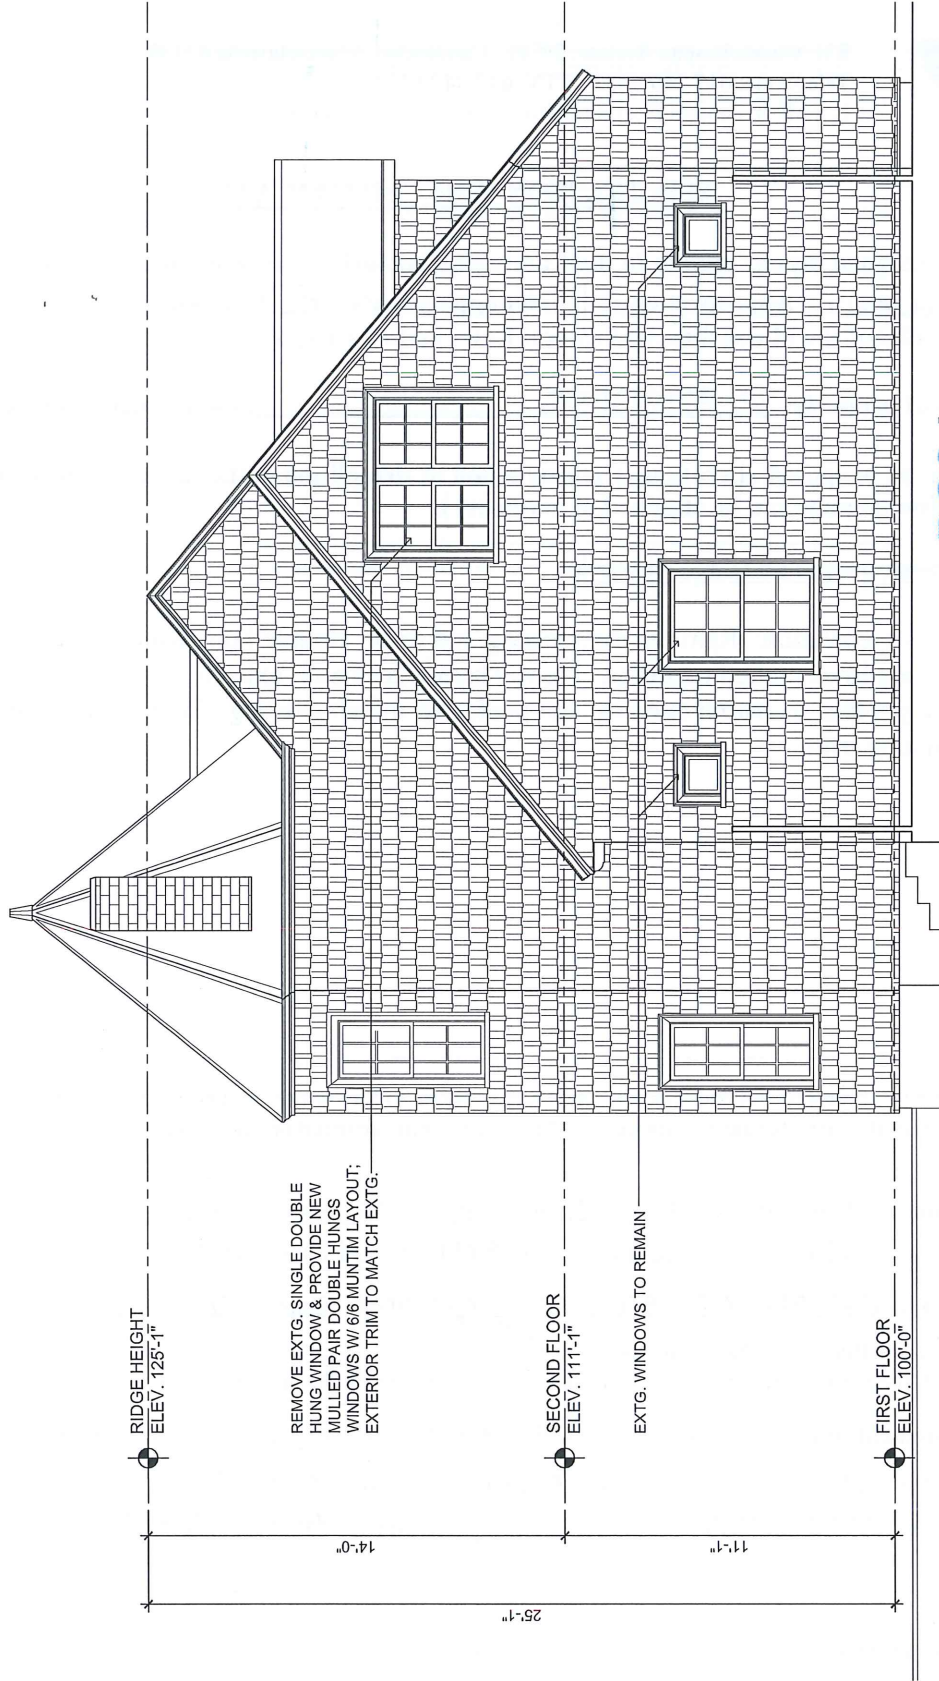 RIDGE HEIGHT
ELEV. 125'-1"
REMOVE EXTG. SINGLE DOUBLE
HUNG WINDOW & PROVIDE NEW
MULLED PAIR DOUBLE HUNGS
WINDOWS W/ 6/6 MUNTIM LAYOUT;
EXTERIOR TRIM TO MATCH EXTG.
SECOND FLOOR
ELEV. 111'-1"
EXTG. WINDOWS TO REMAIN
FIRST FLOOR
ELEV. 100'-0"
14'-0"
11'-1"
25'-1"